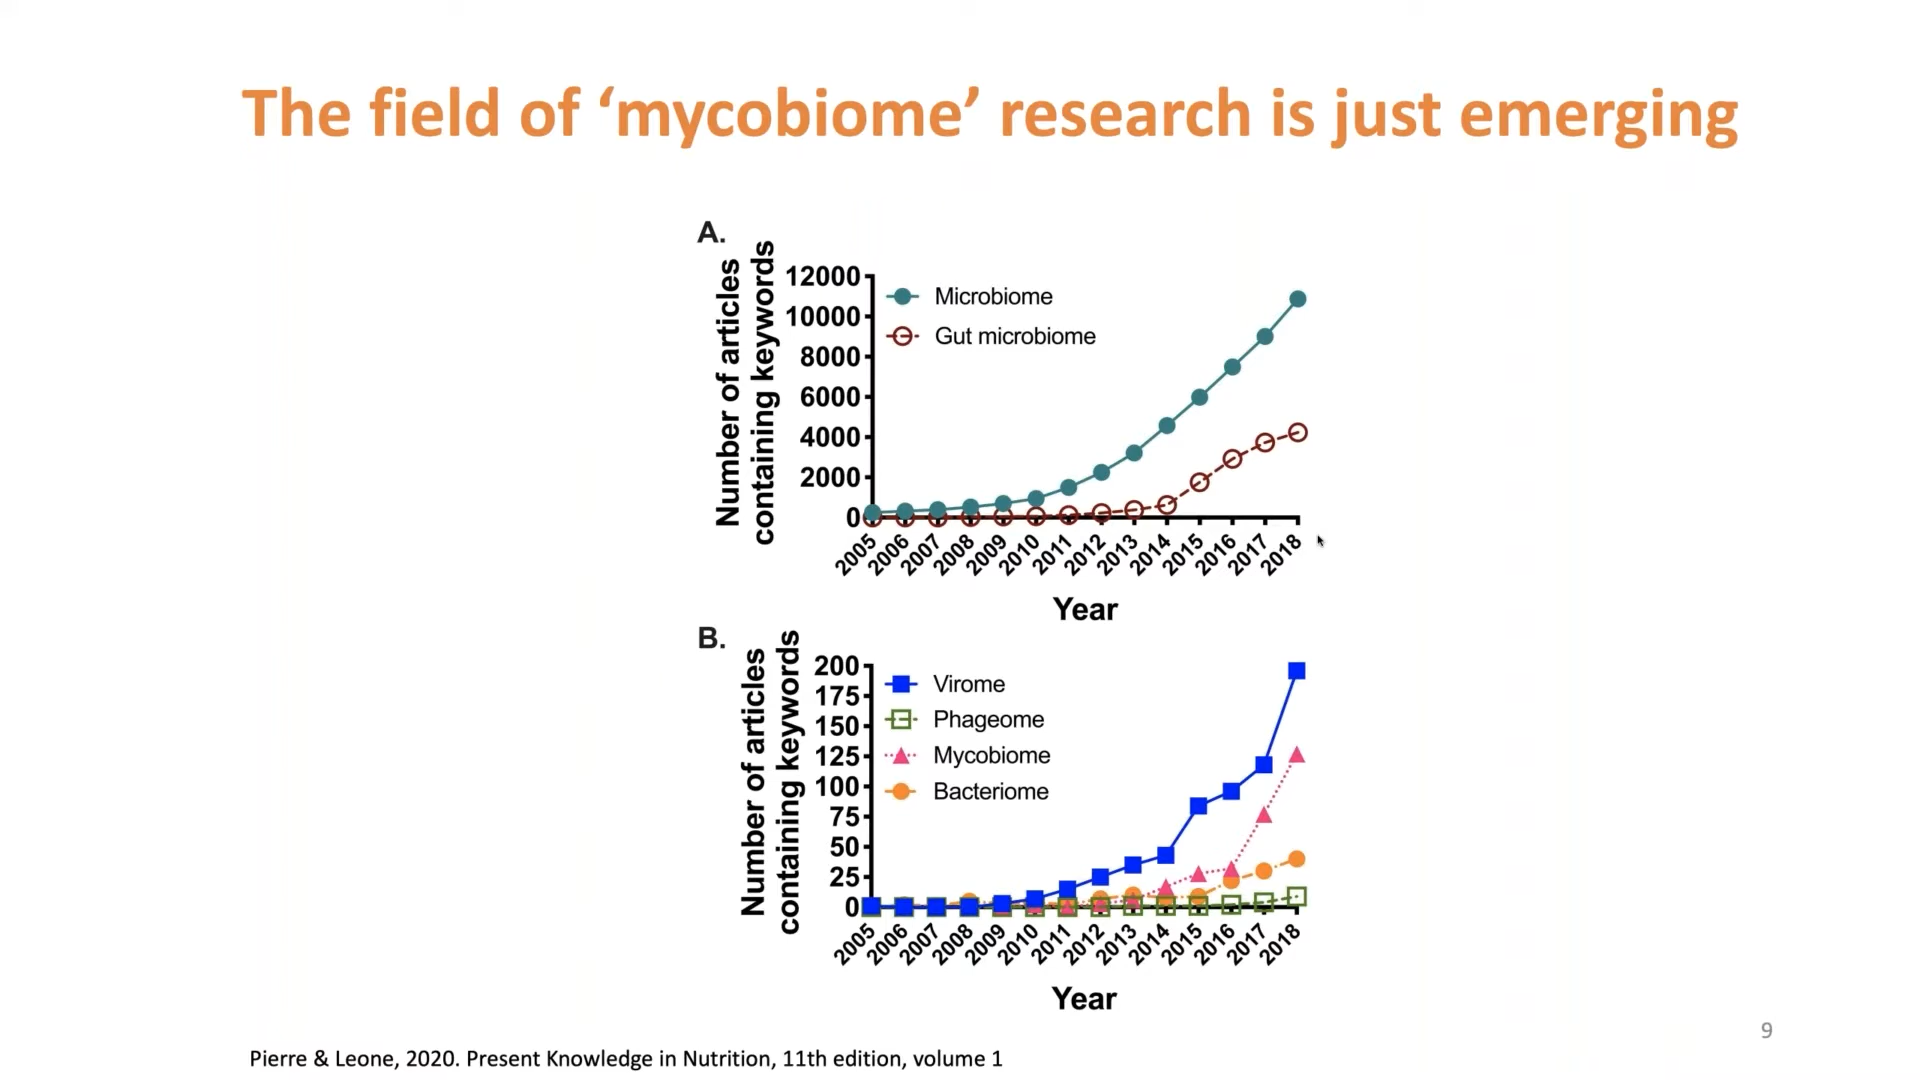 The field of ‘mycobiome’ research is just emerging
A.
Number of articles
containing keywords
12000
10000
8000
6000
4000
2000
0
Microbiome
Gut microbiome
2005
2006
2007
2008
2009
2010
2011
2012
2013
2014
2015
2016
2017
2018
Year
B.
Number of articles
containing keywords
200
175
150
125
100
75
50
25
0
Virome
Phageome
Mycobiome
Bacteriome
2005
2006
2007
2008
2009
2010
2011
2012
2013
2014
2015
2016
2017
2018
Year
9
Pierre & Leone, 2020. Present Knowledge in Nutrition, 11th edition, volume 1